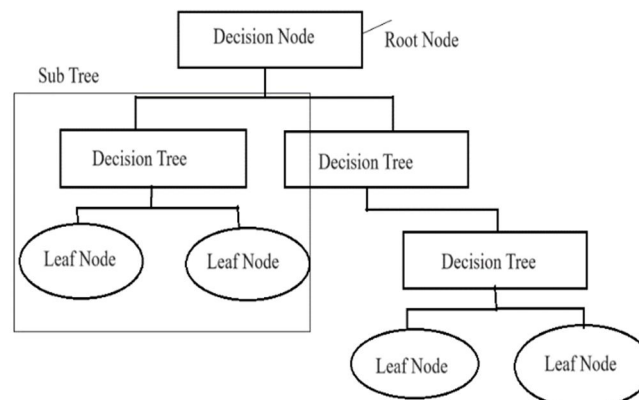 Decision Node
Root Node
Sub Tree
Decision Tree
Decision Tree
Leaf Node
Leaf Node
Decision Tree
Leaf Node
Leaf Node